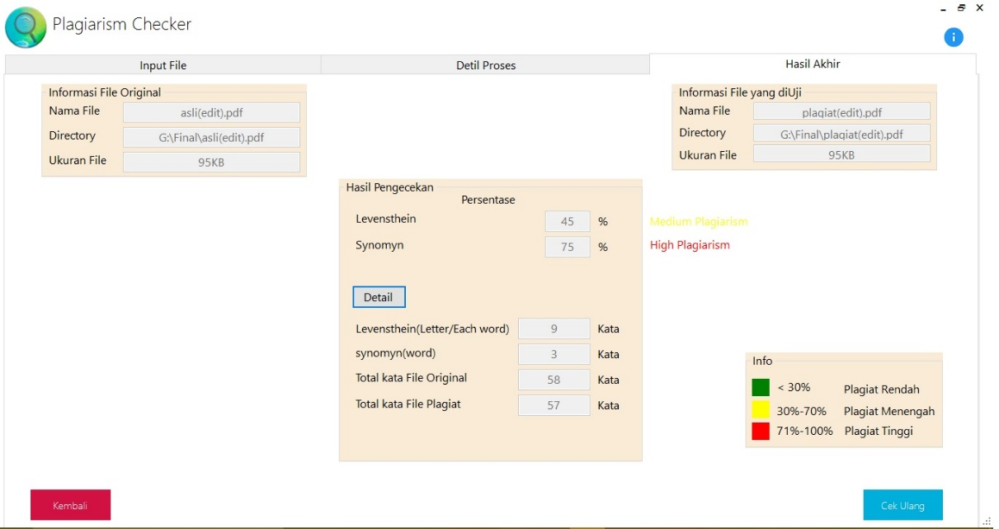 Plagiarism Checker
Input File
Detil Proses
Hasil Akhir
Informasi File Original
Nama File asli(edit).pdf
Directory G:\Final\asli(edit).pdf
Ukuran File 95KB
Informasi File yang diUji
Nama File plagiat(edit).pdf
Directory G:\Final\plagiat(edit).pdf
Ukuran File 95KB
Hasil Pengecekan
Persentase
Levensthein 45 % Medium Plagiarism
Synomyn 75 % High Plagiarism
Detail
Levensthein(Letter/Each word) 9 Kata
synomyn(word) 3 Kata
Total kata File Original 58 Kata
Total kata File Plagiat 57 Kata
Info
< 30% Plagiat Rendah
30%-70% Plagiat Menengah
71%-100% Plagiat Tinggi
Kembali
Cek Ulang